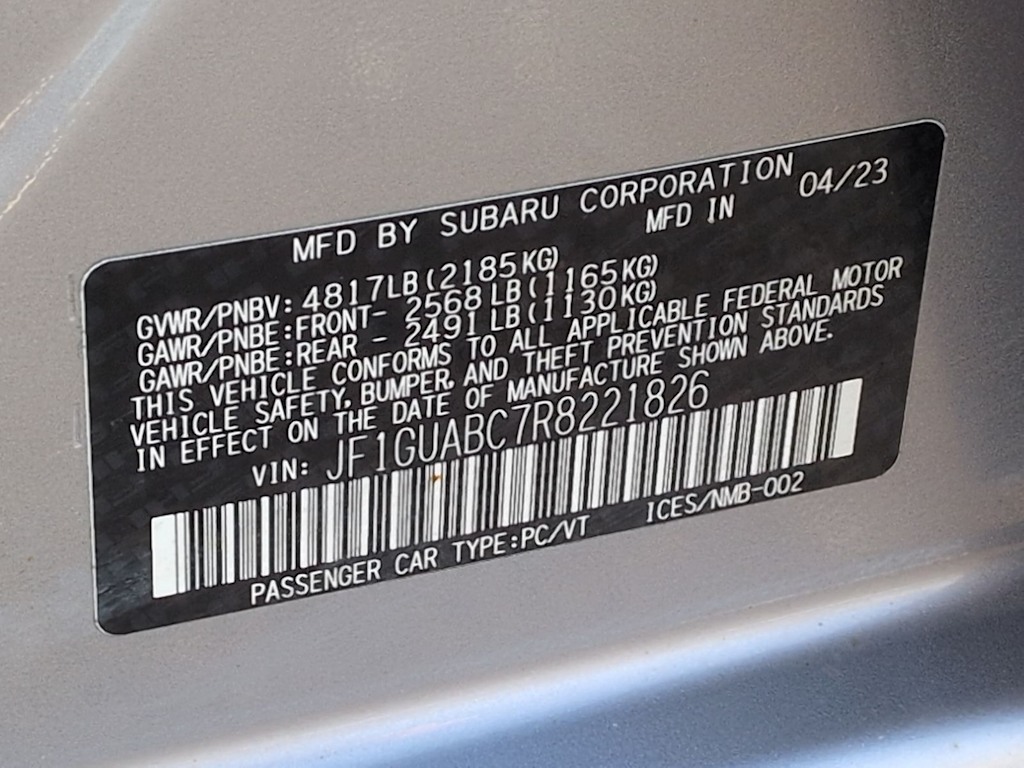 MFD BY SUBARU CORPORATION 04/23
MFD IN
GVWR/PNBV: 4817LB(2185KG)
GAWR/PNBE:FRONT- 2568LB(1165KG)
GAWR/PNBE:REAR - 2491LB(1130KG)
THIS VEHICLE CONFORMS TO ALL APPLICABLE FEDERAL MOTOR
VEHICLE SAFETY, BUMPER, AND THEFT PREVENTION STANDARDS
IN EFFECT ON THE DATE OF MANUFACTURE SHOWN ABOVE.
VIN: JF1GUABC7R8221826
PASSENGER CAR TYPE:PC/VT ICES/NMB-002